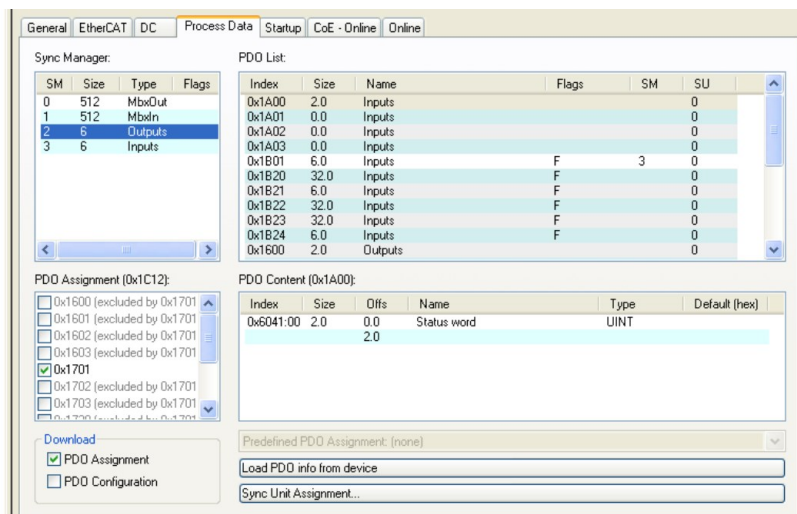 General EtherCAT DC Process Data Startup CoE - Online Online
Sync Manager:
SM Size Type Flags
0 512 MbxOut
1 512 MbxIn
2 6 Outputs
3 6 Inputs
PDO List:
Index Size Name Flags SM SU
0x1A00 2.0 Inputs 0
0x1A01 0.0 Inputs 0
0x1A02 0.0 Inputs 0
0x1A03 0.0 Inputs 0
0x1B01 6.0 Inputs F 3 0
0x1B20 32.0 Inputs F 0
0x1B21 6.0 Inputs F 0
0x1B22 32.0 Inputs F 0
0x1B23 32.0 Inputs F 0
0x1B24 6.0 Inputs F 0
0x1600 2.0 Outputs 0
PDO Assignment (0x1C12):
0x1600 (excluded by 0x1701
0x1601 (excluded by 0x1701
0x1602 (excluded by 0x1701
0x1603 (excluded by 0x1701
0x1701
0x1702 (excluded by 0x1701
0x1703 (excluded by 0x1701
PDO Content (0x1A00):
Index Size Offs Name Type Default (hex)
0x6041:00 2.0 0.0 Status word UINT
2.0
Download
PDO Assignment
PDO Configuration
Predefined PDO Assignment: (none)
Load PDO info from device
Sync Unit Assignment...